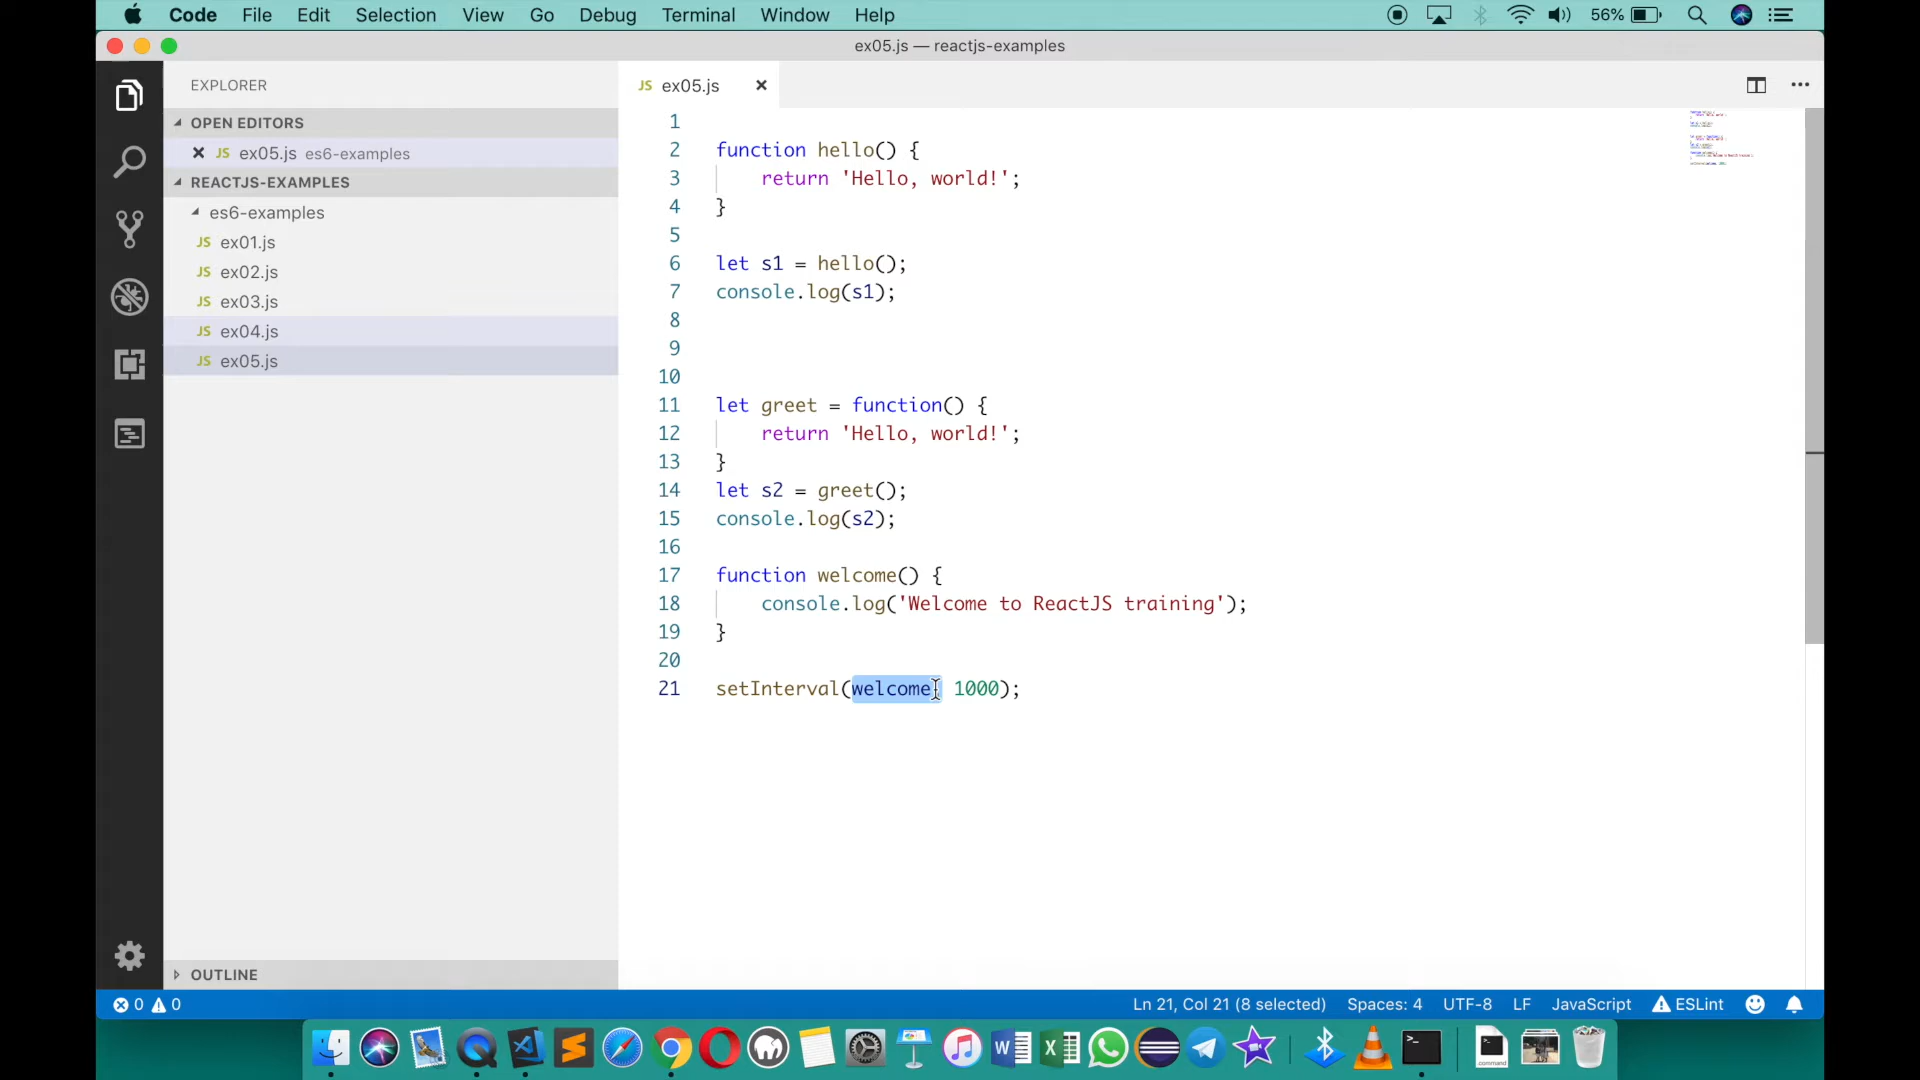 Code File Edit Selection View Go Debug Terminal Window Help 56%
ex05.js — reactjs-examples
EXPLORER
JS ex05.js
OPEN EDITORS
JS ex05.js es6-examples
REACTJS-EXAMPLES
es6-examples
JS ex01.js
JS ex02.js
JS ex03.js
JS ex04.js
JS ex05.js
OUTLINE
1
2 function hello() {
3 return 'Hello, world!';
4 }
5
6 let s1 = hello();
7 console.log(s1);
8
9
10
11 let greet = function() {
12 return 'Hello, world!';
13 }
14 let s2 = greet();
15 console.log(s2);
16
17 function welcome() {
18 console.log('Welcome to ReactJS training');
19 }
20
21 setInterval(welcome, 1000);
0 0 Ln 21, Col 21 (8 selected) Spaces: 4 UTF-8 LF JavaScript ESLint